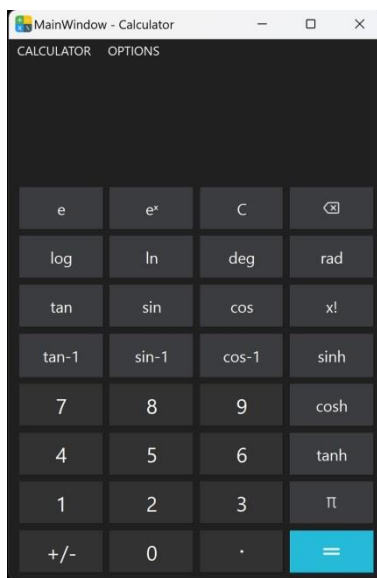 MainWindow - Calculator
CALCULATOR OPTIONS
e eˣ C
log ln deg rad
tan sin cos x!
tan-1 sin-1 cos-1 sinh
7 8 9 cosh
4 5 6 tanh
1 2 3 π
+/- 0 . =